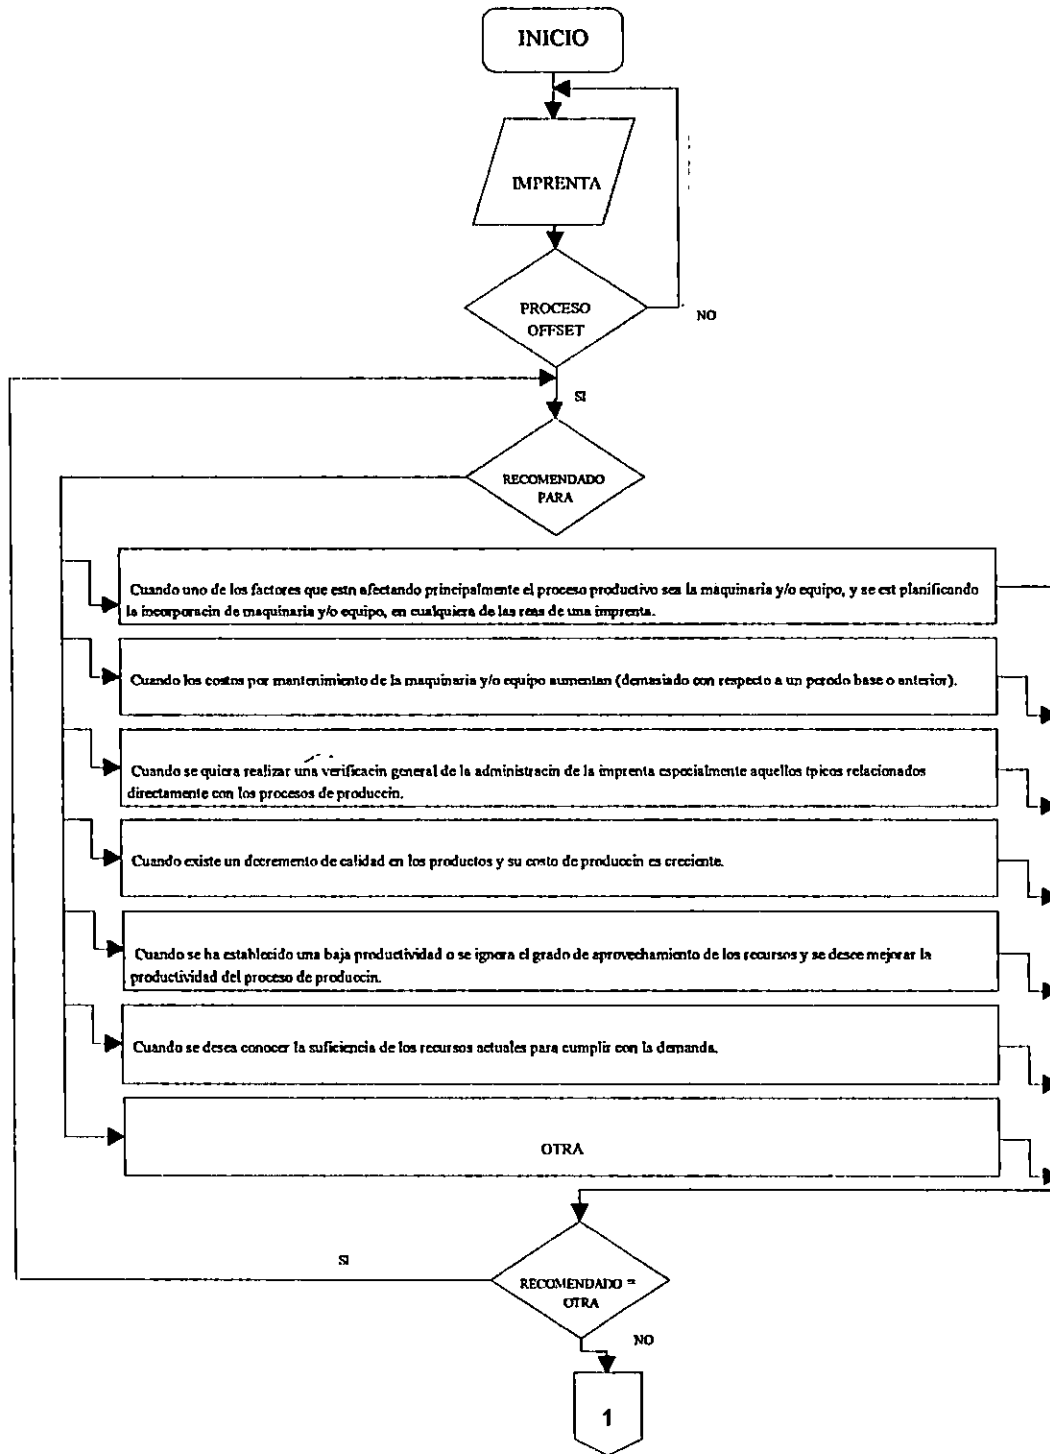 INICIO
IMPRENTA
PROCESO
OFFSET
NO
SI
RECOMENDADO
PARA
Cuando uno de los factores que estn afectando principalmente el proceso productivo sea la maquinaria y/o equipo, y se est planificando
la incorporacin de maquinaria y/o equipo, en cualquiera de las reas de una imprenta.
Cuando los costos por mantenimiento de la maquinaria y/o equipo aumentan (demasiado con respecto a un perodo base o anterior).
Cuando se quiera realizar una verificacin general de la administracin de la imprenta especialmente aquellos tpicos relacionados
directamente con los procesos de produccin.
Cuando existe un decremento de calidad en los productos y su costo de produccin es creciente.
Cuando se ha establecido una baja productividad o se ignora el grado de aprovechamiento de los recursos y se desee mejorar la
productividad del proceso de produccin.
Cuando se desea conocer la suficiencia de los recursos actuales para cumplir con la demanda.
OTRA
SI
RECOMENDADO =
OTRA
NO
1